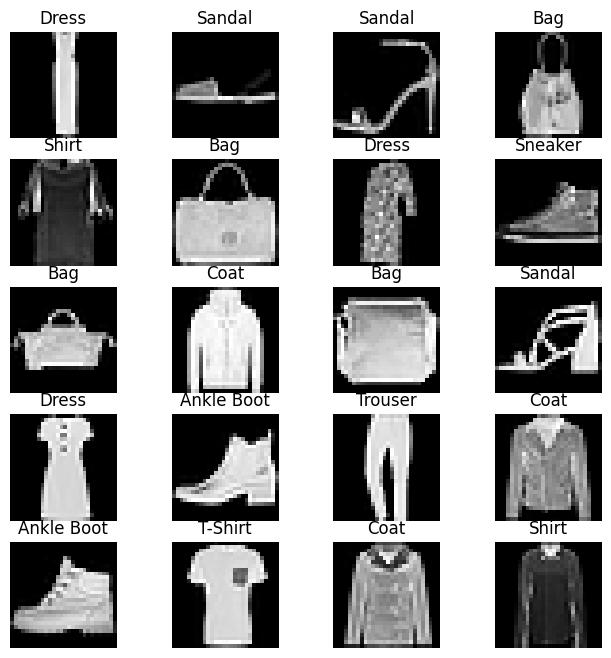 Dress Sandal Sandal Bag
Shirt Bag Dress Sneaker
Bag Coat Bag Sandal
Dress Ankle Boot Trouser Coat
Ankle Boot T-Shirt Coat Shirt